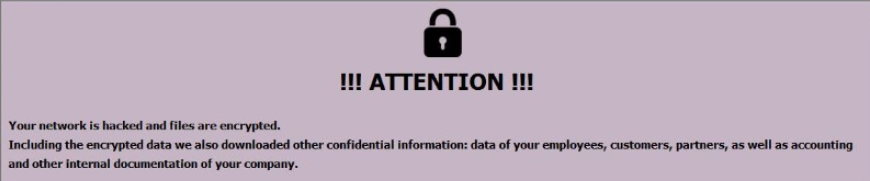 !!! ATTENTION !!!
Your network is hacked and files are encrypted.
Including the encrypted data we also downloaded other confidential information: data of your employees, customers, partners, as well as accounting
and other internal documentation of your company.